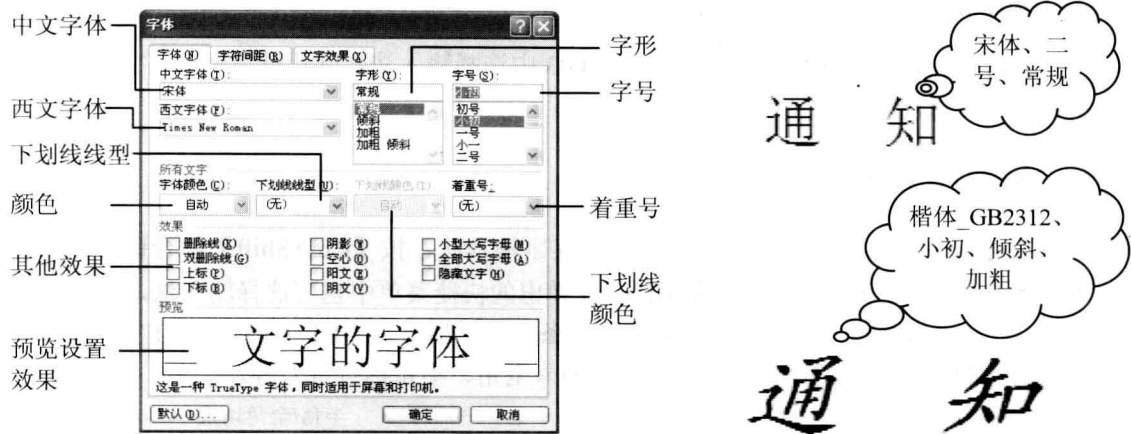 中文字体
西文字体
下划线线型
颜色
其他效果
预览设置
效果
字体
字体(N) 字符间距(R) 文字效果(X)
中文字体(T): 字形(Y): 字号(S):
宋体 常规 小初
西文字体(F): 常规 初号
Times New Roman 倾斜 小初
加粗 一号
加粗 倾斜 小一
二号
所有文字
字体颜色(C): 下划线线型(U): 下划线颜色(I): 着重号:
自动 (无) 自动 (无)
效果
删除线(K) 阴影(W) 小型大写字母(M)
双删除线(G) 空心(O) 全部大写字母(A)
上标(P) 阳文(E) 隐藏文字(H)
下标(B) 阴文(V)
预览
文字的字体
这是一种 TrueType 字体,同时适用于屏幕和打印机。
默认(D)... 确定 取消
字形
字号
着重号
下划线
颜色
宋体、二
号、常规
通 知
楷体_GB2312、
小初、倾斜、
加粗
通 知